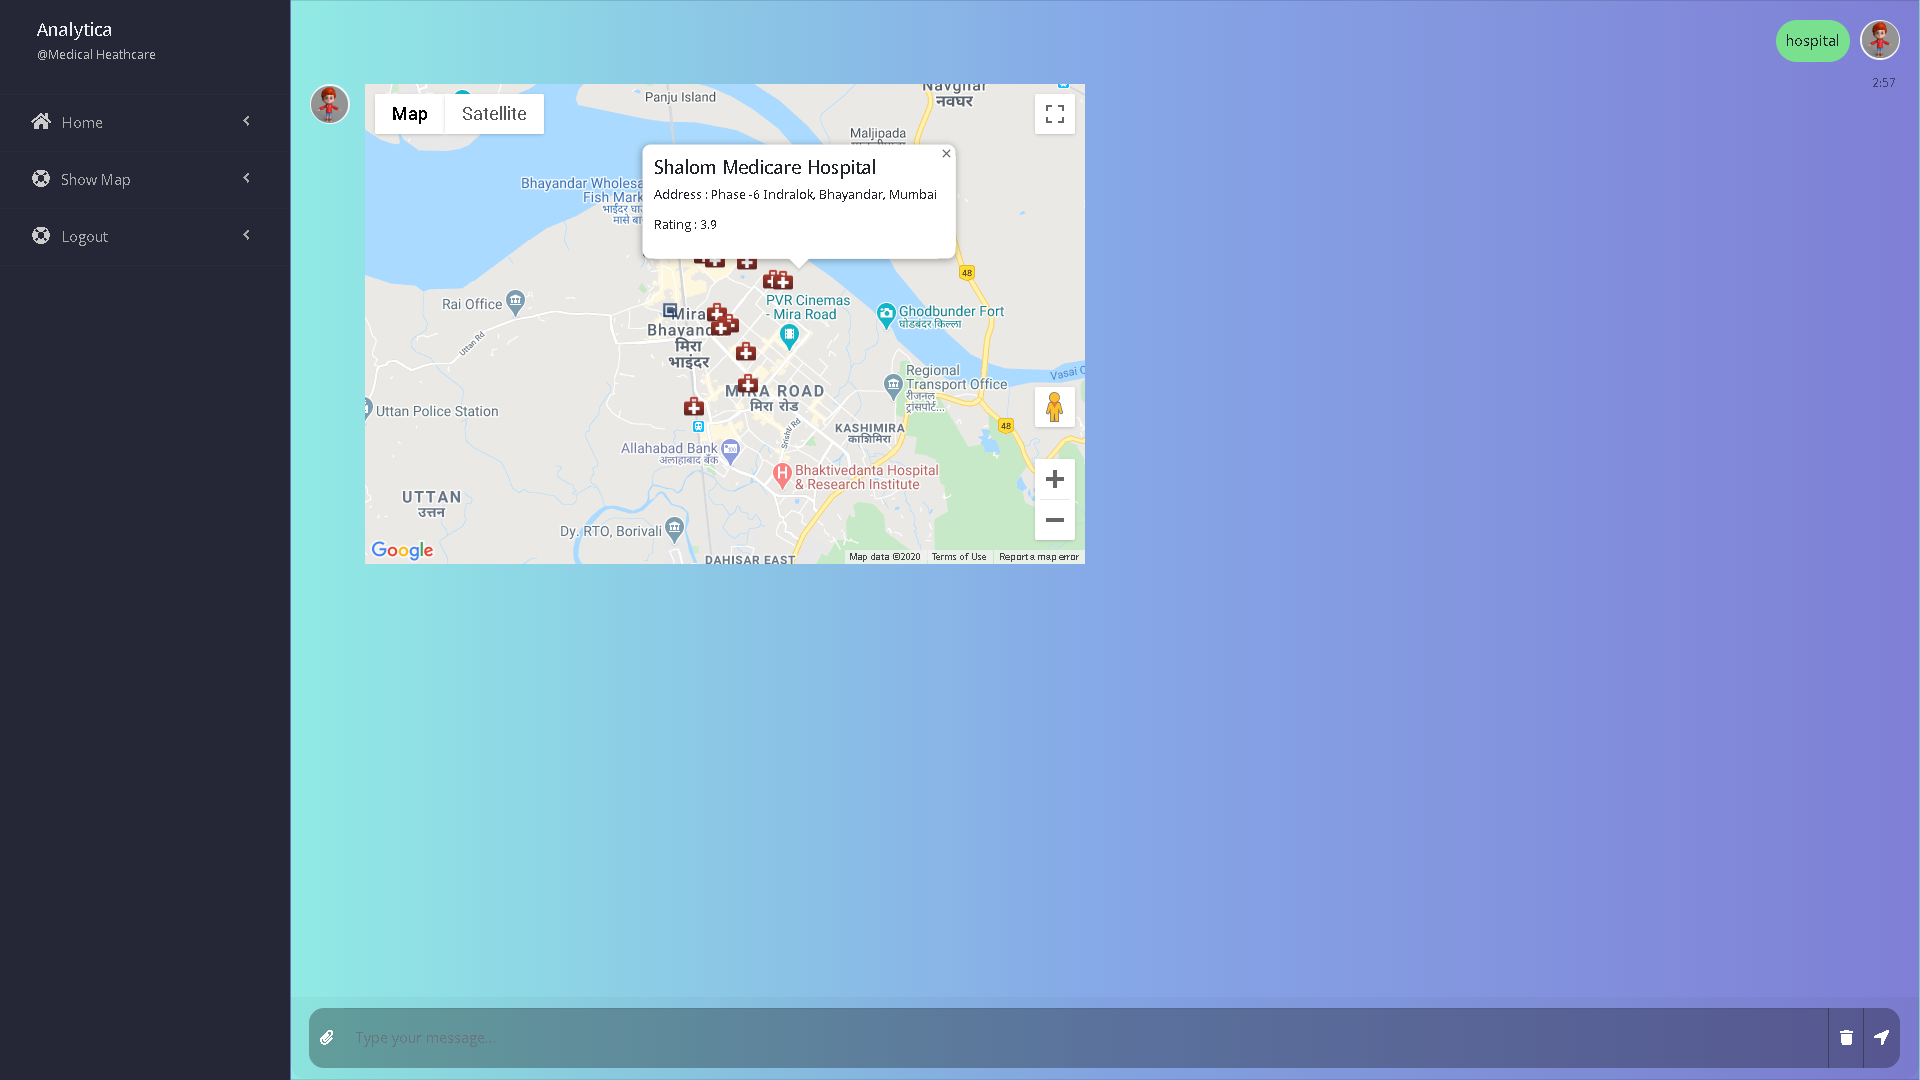 Analytica
@Medical Heathcare
Home
Show Map
Logout
hospital
2:57
Map
Satellite
Panju Island
Navghar
नवघर
Maljipada
Shalom Medicare Hospital
Address : Phase -6 Indralok, Bhayandar, Mumbai
Rating : 3.9
Bhayandar Wholesa
Fish Mark
48
Rai Office
PVR Cinemas
- Mira Road
Ghodbunder Fort
घोडबंदर किल्ला
Mira
Bhayand
मिरा
भाइंदर
Uttan Rd
Regional
Transport Office
रीजनल
ट्रांसपोर्ट...
Vasai C
MIRA ROAD
मिरा रोड
Uttan Police Station
48
KASHIMIRA
काशिमिरा
Srishti Rd
Allahabad Bank
अलाहाबाद बँक
Bhaktivedanta Hospital
& Research Institute
UTTAN
उत्तन
Dy. RTO, Borivali
DAHISAR EAST
Google
Map data ©2020
Terms of Use
Report a map error
Type your message...